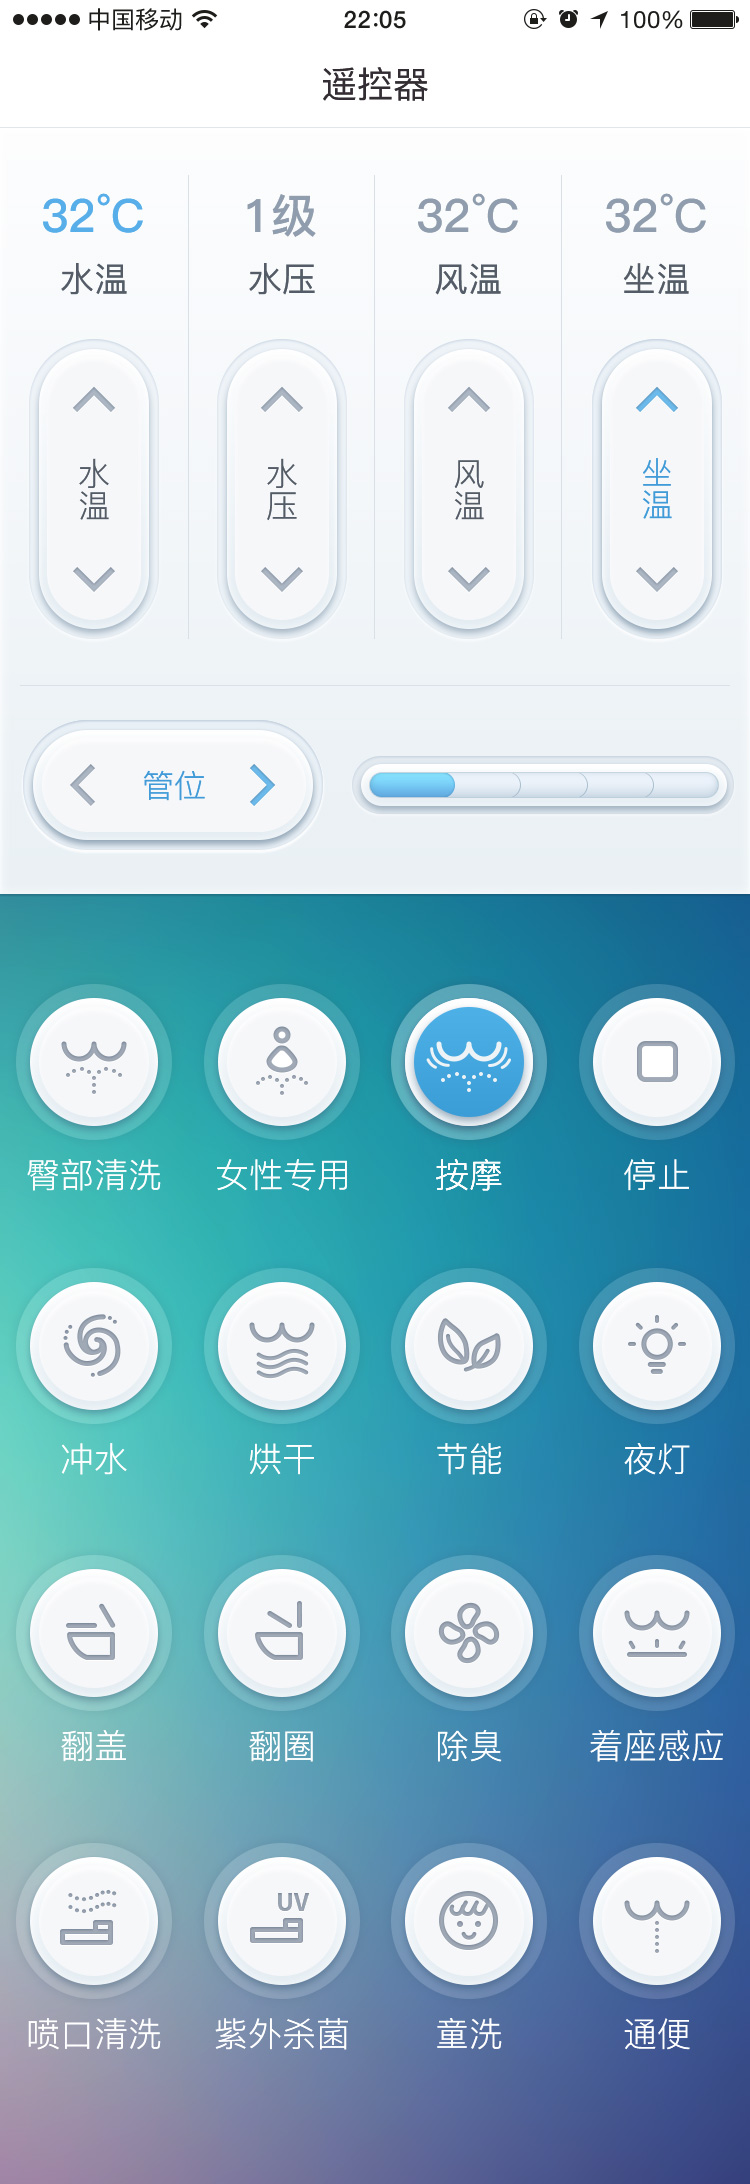 中国移动 22:05 100%
遥控器
32℃ 1级 32℃ 32℃
水温 水压 风温 坐温
水温 水压 风温 坐温
管位
臀部清洗 女性专用 按摩 停止
冲水 烘干 节能 夜灯
翻盖 翻圈 除臭 着座感应
UV
喷口清洗 紫外杀菌 童洗 通便